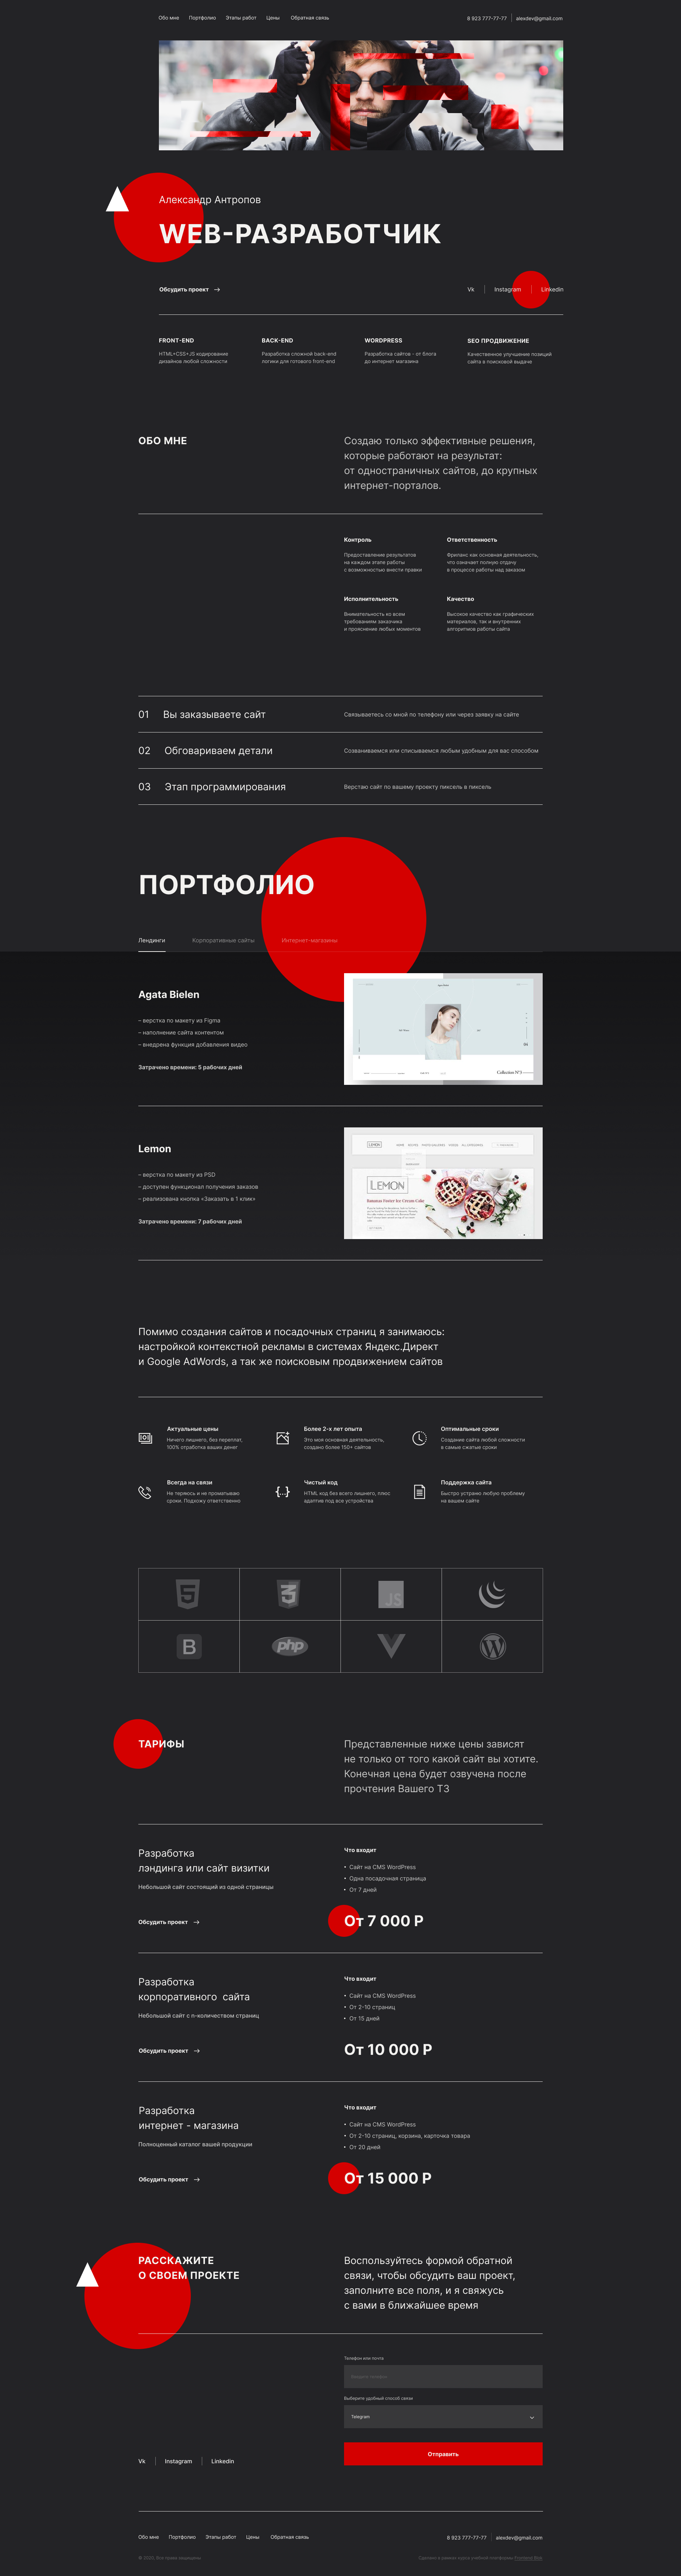 Обо мне Портфолио Этапы работ Цены Обратная связь 8 923 777-77-77 alexdev@gmail.com
Александр Антропов
WEB-РАЗРАБОТЧИК
Обсудить проект → Vk Instagram Linkedin
FRONT-END
HTML+CSS+JS кодирование
дизайнов любой сложности
BACK-END
Разработка сложной back-end
логики для готового front-end
WORDPRESS
Разработка сайтов - от блога
до интернет магазина
SEO ПРОДВИЖЕНИЕ
Качественное улучшение позиций
сайта в поисковой выдаче
ОБО МНЕ
Создаю только эффективные решения,
которые работают на результат:
от одностраничных сайтов, до крупных
интернет-порталов.
Контроль
Предоставление результатов
на каждом этапе работы
с возможностью внести правки
Ответственность
Фриланс как основная деятельность,
что означает полную отдачу
в процессе работы над заказом
Исполнительность
Внимательность ко всем
требованиям заказчика
и прояснение любых моментов
Качество
Высокое качество как графических
материалов, так и внутренних
алгоритмов работы сайта
01 Вы заказываете сайт Связываетесь со мной по телефону или через заявку на сайте
02 Обговариваем детали Созваниваемся или списываемся любым удобным для вас способом
03 Этап программирования Верстаю сайт по вашему проекту пиксель в пиксель
ПОРТФОЛИО
Лендинги Корпоративные сайты Интернет-магазины
Agata Bielen
– верстка по макету из Figma
– наполнение сайта контентом
– внедрена функция добавления видео
Затрачено времени: 5 рабочих дней
Collection №5
Lemon
– верстка по макету из PSD
– доступен функционал получения заказов
– реализована кнопка «Заказать в 1 клик»
Затрачено времени: 7 рабочих дней
LEMON
LEMON
Bananas Foster Ice Cream Cake
Помимо создания сайтов и посадочных страниц я занимаюсь:
настройкой контекстной рекламы в системах Яндекс.Директ
и Google AdWords, а так же поисковым продвижением сайтов
Актуальные цены
Ничего лишнего, без переплат,
100% отработка ваших денег
Более 2-х лет опыта
Это моя основная деятельность,
создано более 150+ сайтов
Оптимальные сроки
Создание сайта любой сложности
в самые сжатые сроки
Всегда на связи
Не теряюсь и не проматываю
сроки. Подхожу ответственно
Чистый код
HTML код без всего лишнего, плюс
адаптив под все устройства
Поддержка сайта
Быстро устраню любую проблему
на вашем сайте
5 3 JS
B php W
ТАРИФЫ
Представленные ниже цены зависят
не только от того какой сайт вы хотите.
Конечная цена будет озвучена после
прочтения Вашего ТЗ
Разработка
лэндинга или сайт визитки
Небольшой сайт состоящий из одной страницы
Обсудить проект →
Что входит
• Сайт на CMS WordPress
• Одна посадочная страница
• От 7 дней
От 7 000 Р
Разработка
корпоративного сайта
Небольшой сайт с n-количеством страниц
Обсудить проект →
Что входит
• Сайт на CMS WordPress
• От 2-10 страниц
• От 15 дней
От 10 000 Р
Разработка
интернет - магазина
Полноценный каталог вашей продукции
Обсудить проект →
Что входит
• Сайт на CMS WordPress
• От 2-10 страниц, корзина, карточка товара
• От 20 дней
От 15 000 Р
РАССКАЖИТЕ
О СВОЕМ ПРОЕКТЕ
Воспользуйтесь формой обратной
связи, чтобы обсудить ваш проект,
заполните все поля, и я свяжусь
с вами в ближайшее время
Телефон или почта
Выберите удобный способ связи
Telegram
Отправить
Vk Instagram Linkedin
Обо мне Портфолио Этапы работ Цены Обратная связь 8 923 777-77-77 alexdev@gmail.com
© 2020, Все права защищены